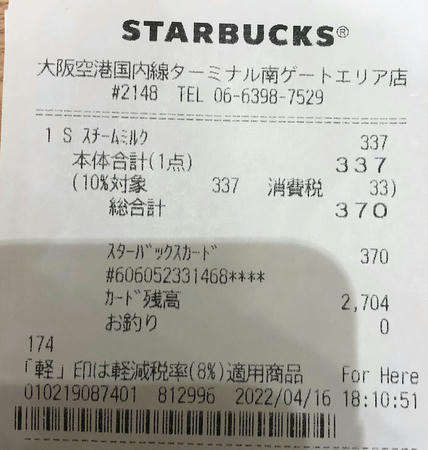 STARBUCKS®
大阪空港国内線ターミナル南ゲートエリア店
#2148 TEL 06-6398-7529
1 S ｽﾁｰﾑﾐﾙｸ 337
本体合計(1点) 337
(10%対象 337 消費税 33)
総合計 370
ｽﾀｰﾊﾞｯｸｽｶｰﾄﾞ 370
#606052331468****
ｶｰﾄﾞ残高 2,704
お釣り 0
174
「軽」印は軽減税率(8%)適用商品 For Here
010219087401 812996 2022/04/16 18:10:51